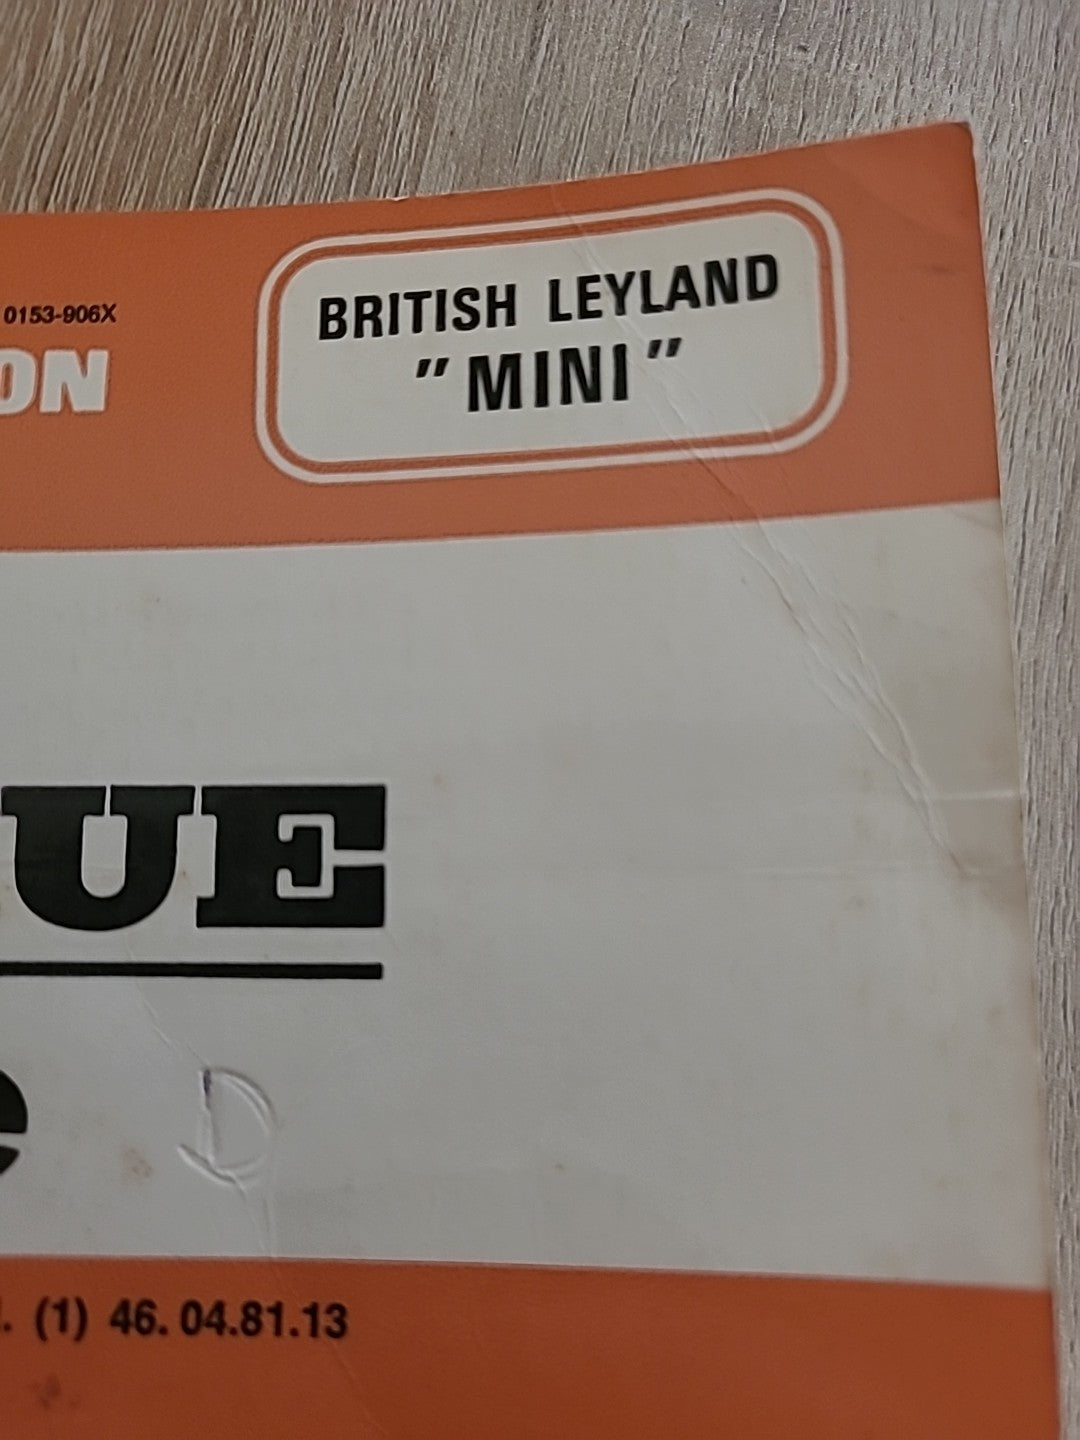 0153-906X
ON
BRITISH LEYLAND
"MINI"
UE
e
. (1) 46. 04.81.13
D